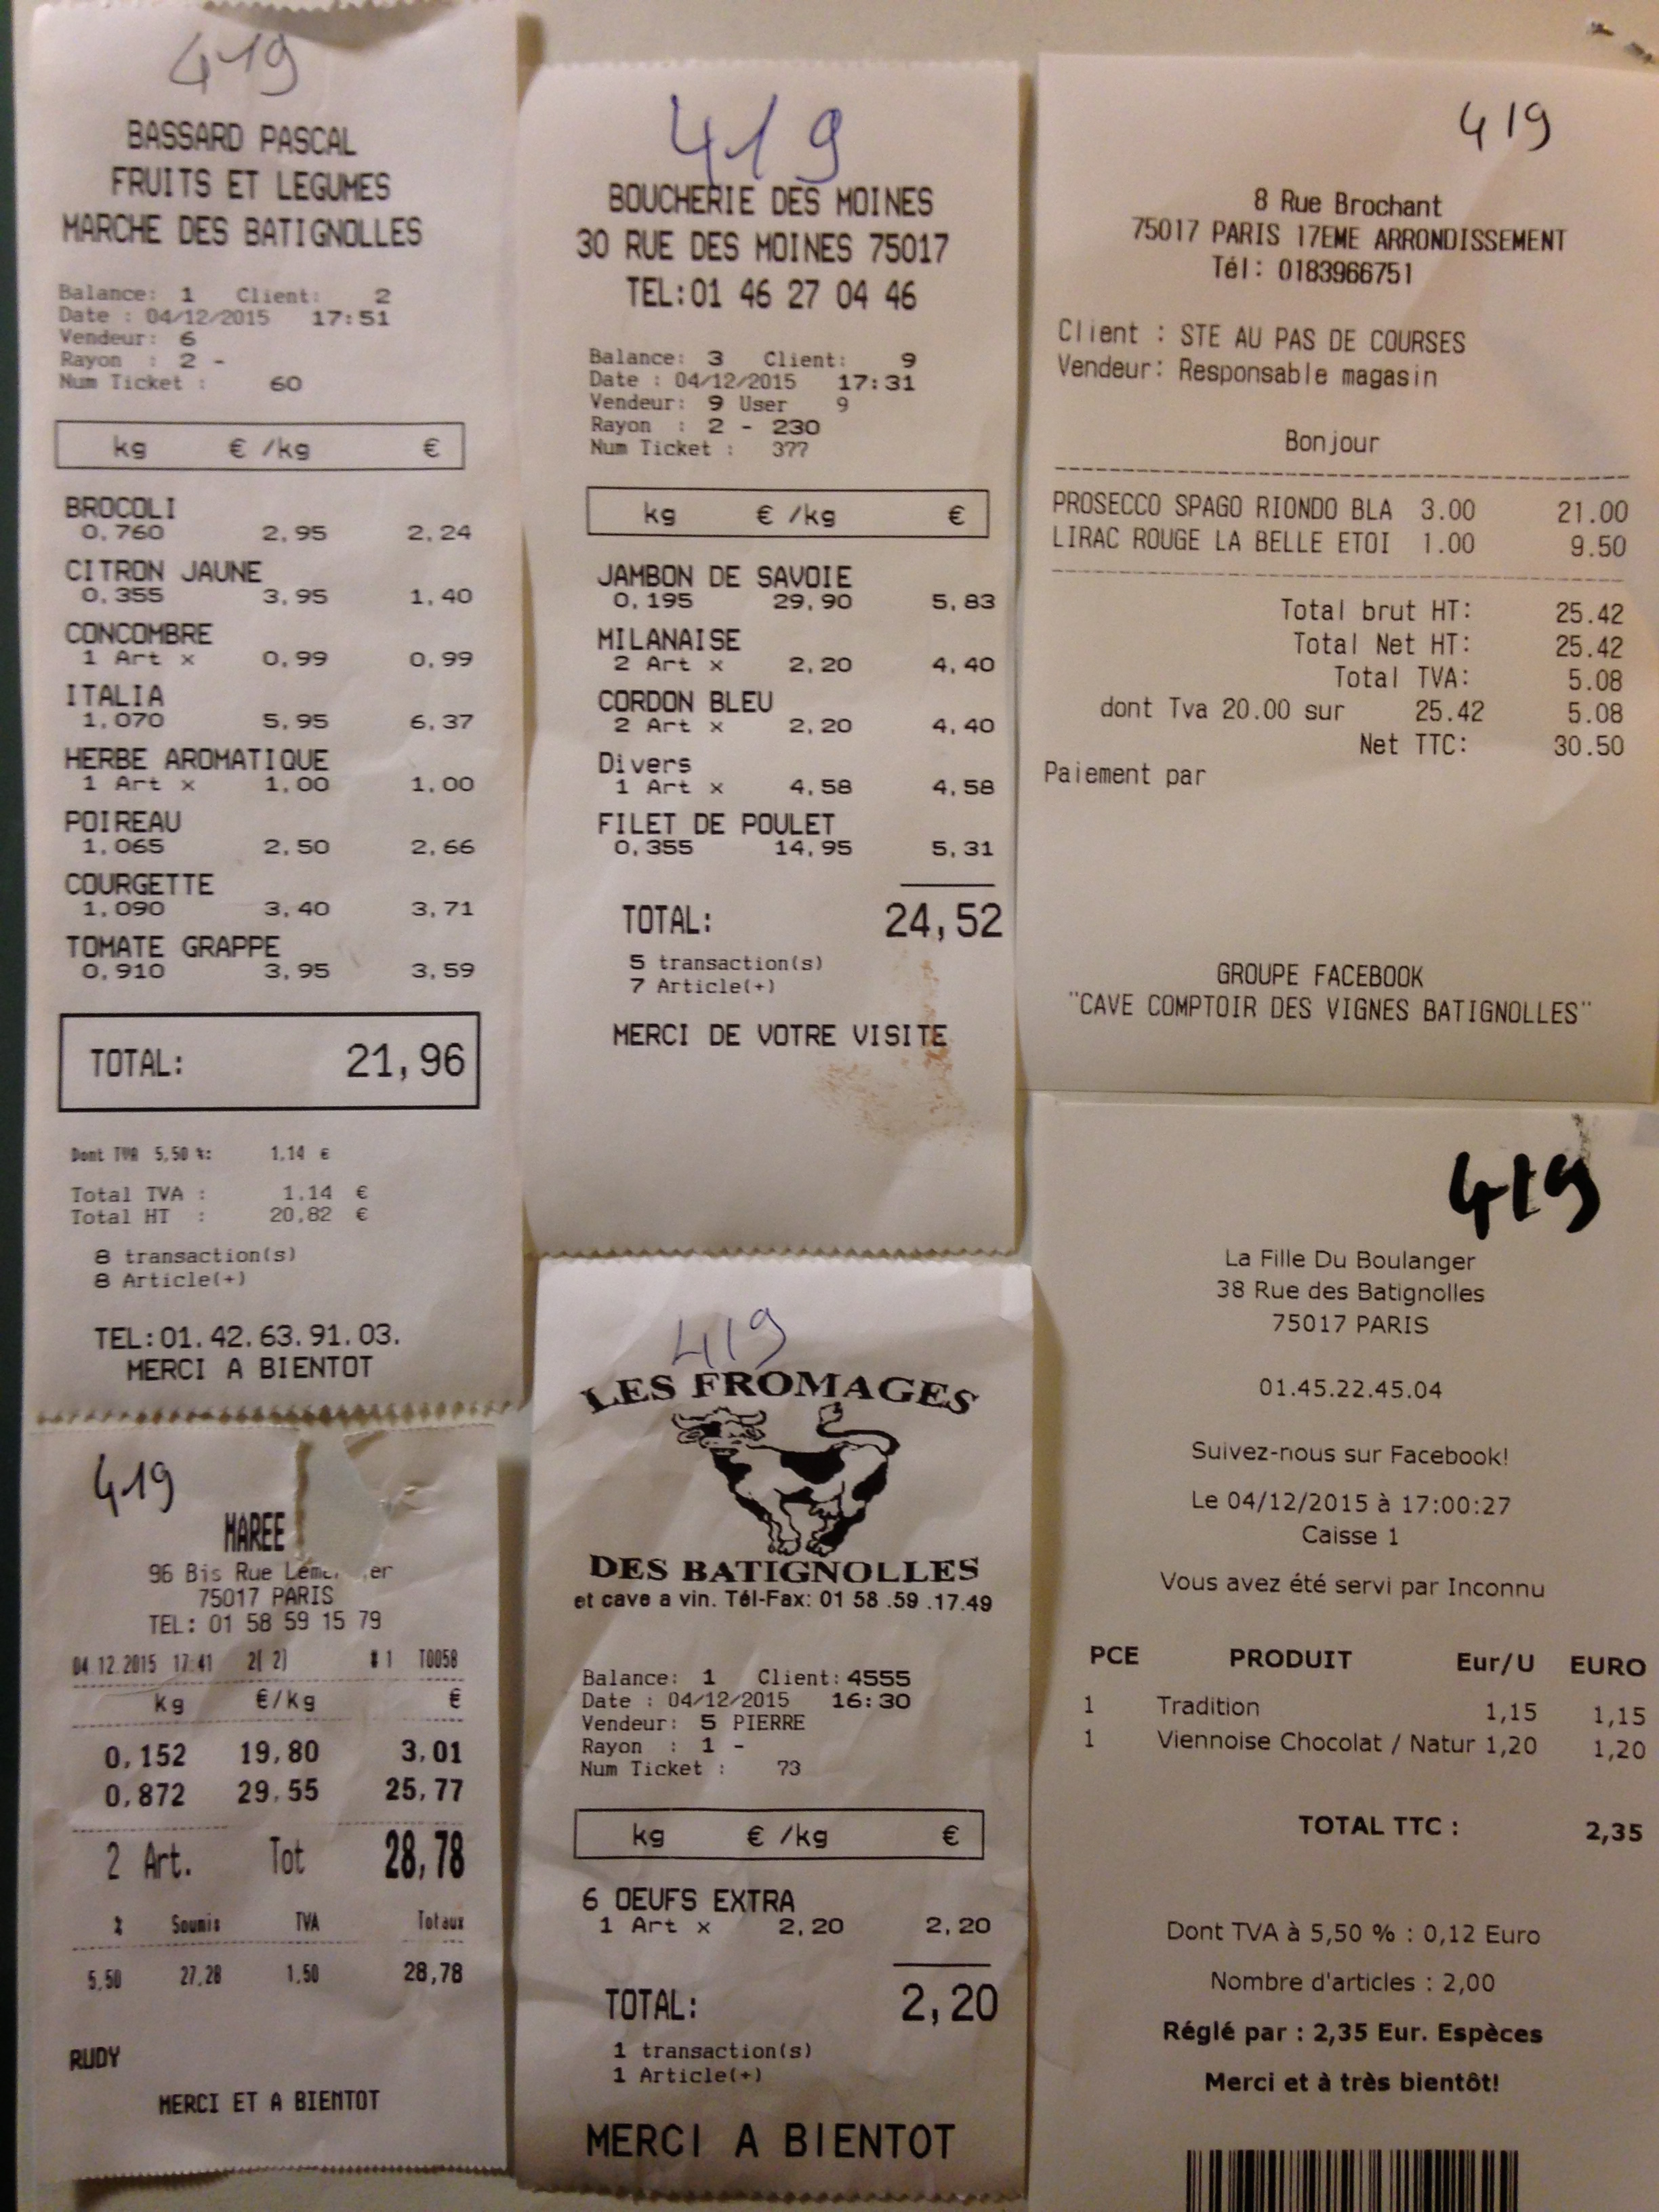 419
BASSARD PASCAL
FRUITS ET LEGUMES
MARCHE DES BATIGNOLLES
Balance: 1 Client: 2
Date : 04/12/2015 17:51
Vendeur: 6
Rayon : 2 -
Num Ticket : 60
kg € /kg €
BROCOLI
0,760 2,95 2,24
CITRON JAUNE
0,355 3,95 1,40
CONCOMBRE
1 Art x 0,99 0,99
ITALIA
1,070 5,95 6,37
HERBE AROMATIQUE
1 Art x 1,00 1,00
POIREAU
1,065 2,50 2,66
COURGETTE
1,090 3,40 3,71
TOMATE GRAPPE
0,910 3,95 3,59
TOTAL: 21,96
Dont TVA 5,50 %: 1,14 €
Total TVA : 1,14 €
Total HT : 20,82 €
8 transaction(s)
8 Article(+)
TEL:01.42.63.91.03.
MERCI A BIENTOT
419
BOUCHERIE DES MOINES
30 RUE DES MOINES 75017
TEL:01 46 27 04 46
Balance: 3 Client: 9
Date : 04/12/2015 17:31
Vendeur: 9 User 9
Rayon : 2 - 230
Num Ticket : 377
kg € /kg €
JAMBON DE SAVOIE
0,195 29,90 5,83
MILANAISE
2 Art x 2,20 4,40
CORDON BLEU
2 Art x 2,20 4,40
Divers
1 Art x 4,58 4,58
FILET DE POULET
0,355 14,95 5,31
TOTAL: 24,52
5 transaction(s)
7 Article(+)
MERCI DE VOTRE VISITE
419
8 Rue Brochant
75017 PARIS 17EME ARRONDISSEMENT
Tél: 0183966751
Client : STE AU PAS DE COURSES
Vendeur: Responsable magasin
Bonjour
PROSECCO SPAGO RIONDO BLA 3.00 21.00
LIRAC ROUGE LA BELLE ETOI 1.00 9.50
Total brut HT: 25.42
Total Net HT: 25.42
Total TVA: 5.08
dont Tva 20.00 sur 25.42 5.08
Net TTC: 30.50
Paiement par
GROUPE FACEBOOK
"CAVE COMPTOIR DES VIGNES BATIGNOLLES"
419
MAREE
96 Bis Rue
75017 PARIS
TEL: 01 58 59 15 79
04.12.2015 17:41 2( 2) #1 T0058
kg €/kg €
0,152 19,80 3,01
0,872 29,55 25,77
2 Art. Tot 28,78
% Soumis TVA Totaux
5,50 27,28 1,50 28,78
RUDY
MERCI ET A BIENTOT
419
LES FROMAGES
DES BATIGNOLLES
et cave a vin. Tél-Fax: 01 58 .59 .17.49
Balance: 1 Client: 4555
Date : 04/12/2015 16:30
Vendeur: 5 PIERRE
Rayon : 1 -
Num Ticket : 73
kg € /kg €
6 OEUFS EXTRA
1 Art x 2,20 2,20
TOTAL: 2,20
1 transaction(s)
1 Article(+)
MERCI A BIENTOT
419
La Fille Du Boulanger
38 Rue des Batignolles
75017 PARIS
01.45.22.45.04
Suivez-nous sur Facebook!
Le 04/12/2015 à 17:00:27
Caisse 1
Vous avez été servi par Inconnu
PCE PRODUIT Eur/U EURO
1 Tradition 1,15 1,15
1 Viennoise Chocolat / Natur 1,20 1,20
TOTAL TTC : 2,35
Dont TVA à 5,50 % : 0,12 Euro
Nombre d'articles : 2,00
Réglé par : 2,35 Eur. Espèces
Merci et à très bientôt!